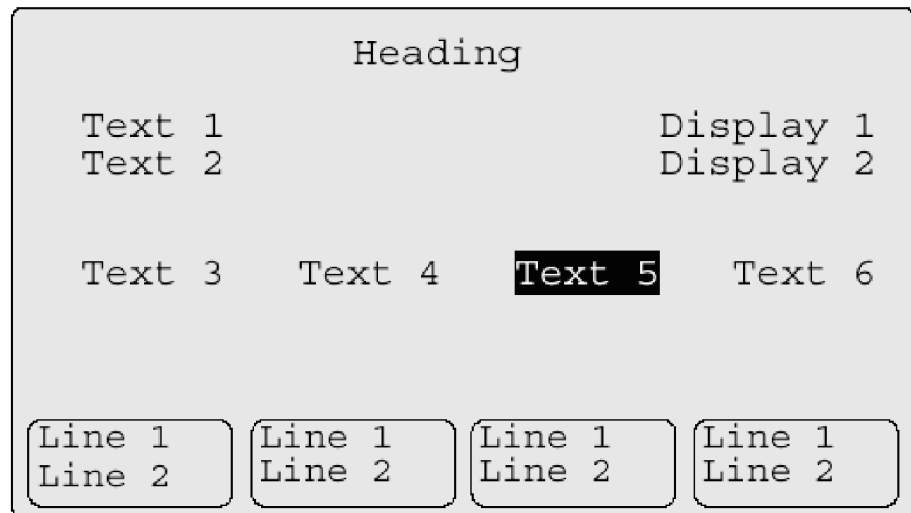 Heading
Text 1 Display 1
Text 2 Display 2
Text 3 Text 4 Text 5 Text 6
Line 1 Line 1 Line 1 Line 1
Line 2 Line 2 Line 2 Line 2